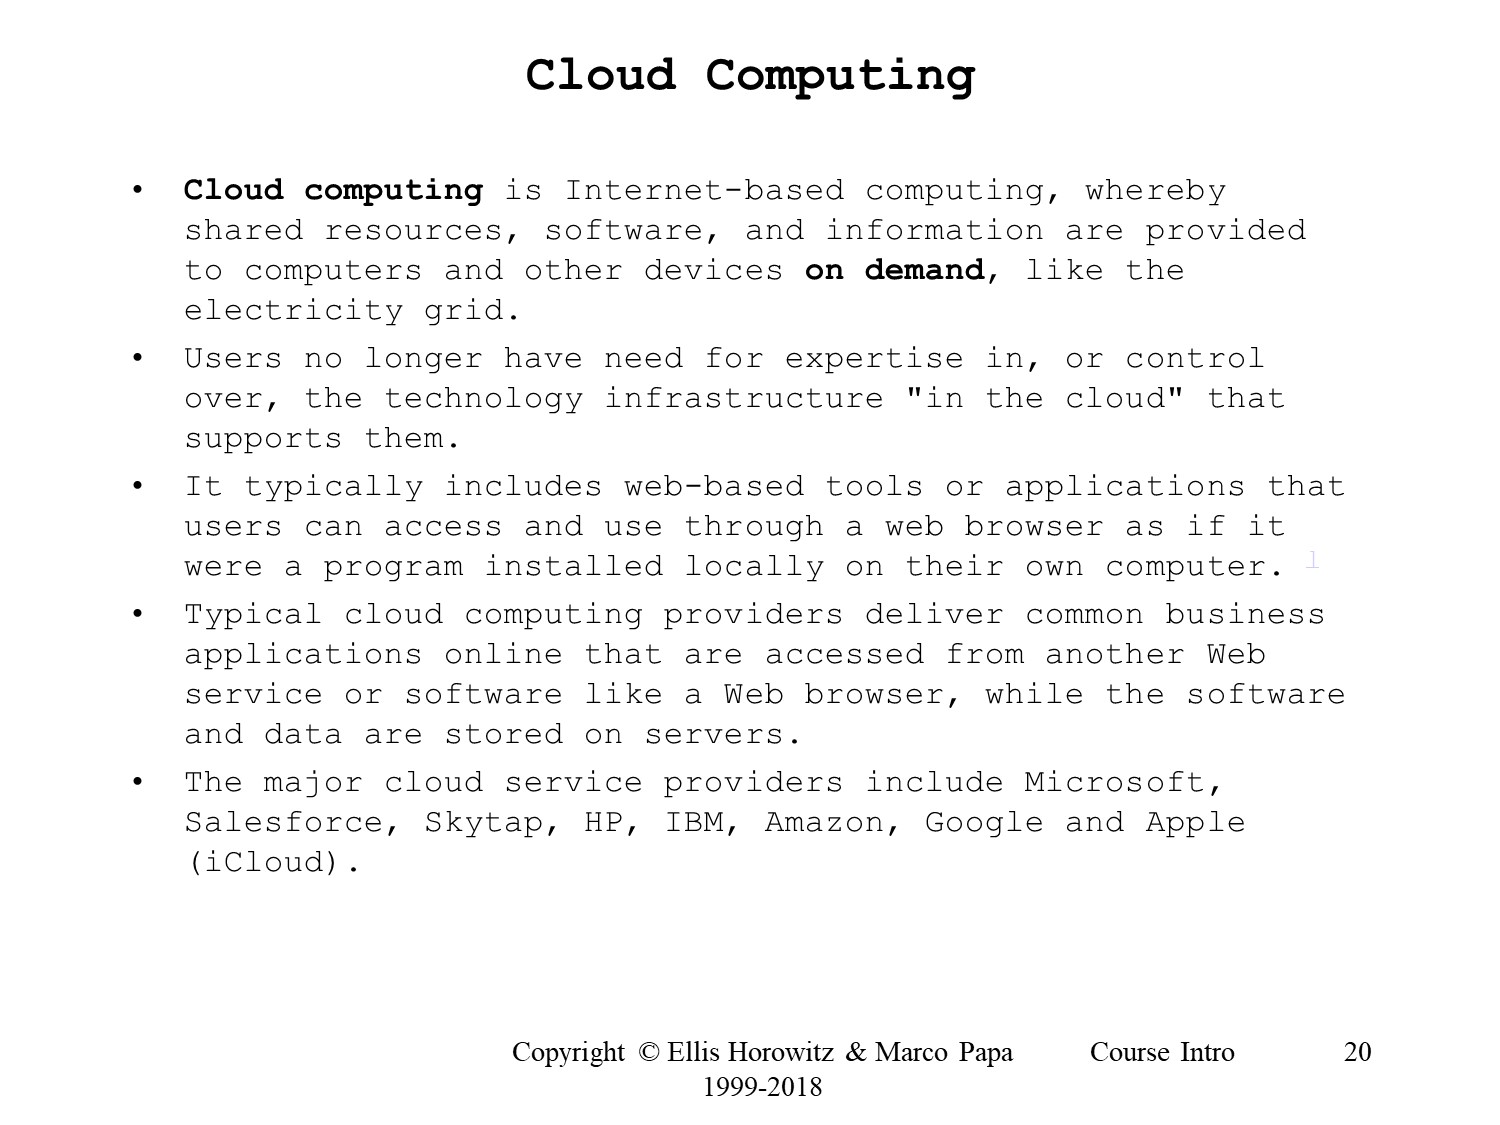 Cloud Computing
• Cloud computing is Internet-based computing, whereby
shared resources, software, and information are provided
to computers and other devices on demand, like the
electricity grid.
• Users no longer have need for expertise in, or control
over, the technology infrastructure "in the cloud" that
supports them.
• It typically includes web-based tools or applications that
users can access and use through a web browser as if it
were a program installed locally on their own computer. l
• Typical cloud computing providers deliver common business
applications online that are accessed from another Web
service or software like a Web browser, while the software
and data are stored on servers.
• The major cloud service providers include Microsoft,
Salesforce, Skytap, HP, IBM, Amazon, Google and Apple
(iCloud).
Copyright © Ellis Horowitz & Marco Papa Course Intro 20
1999-2018